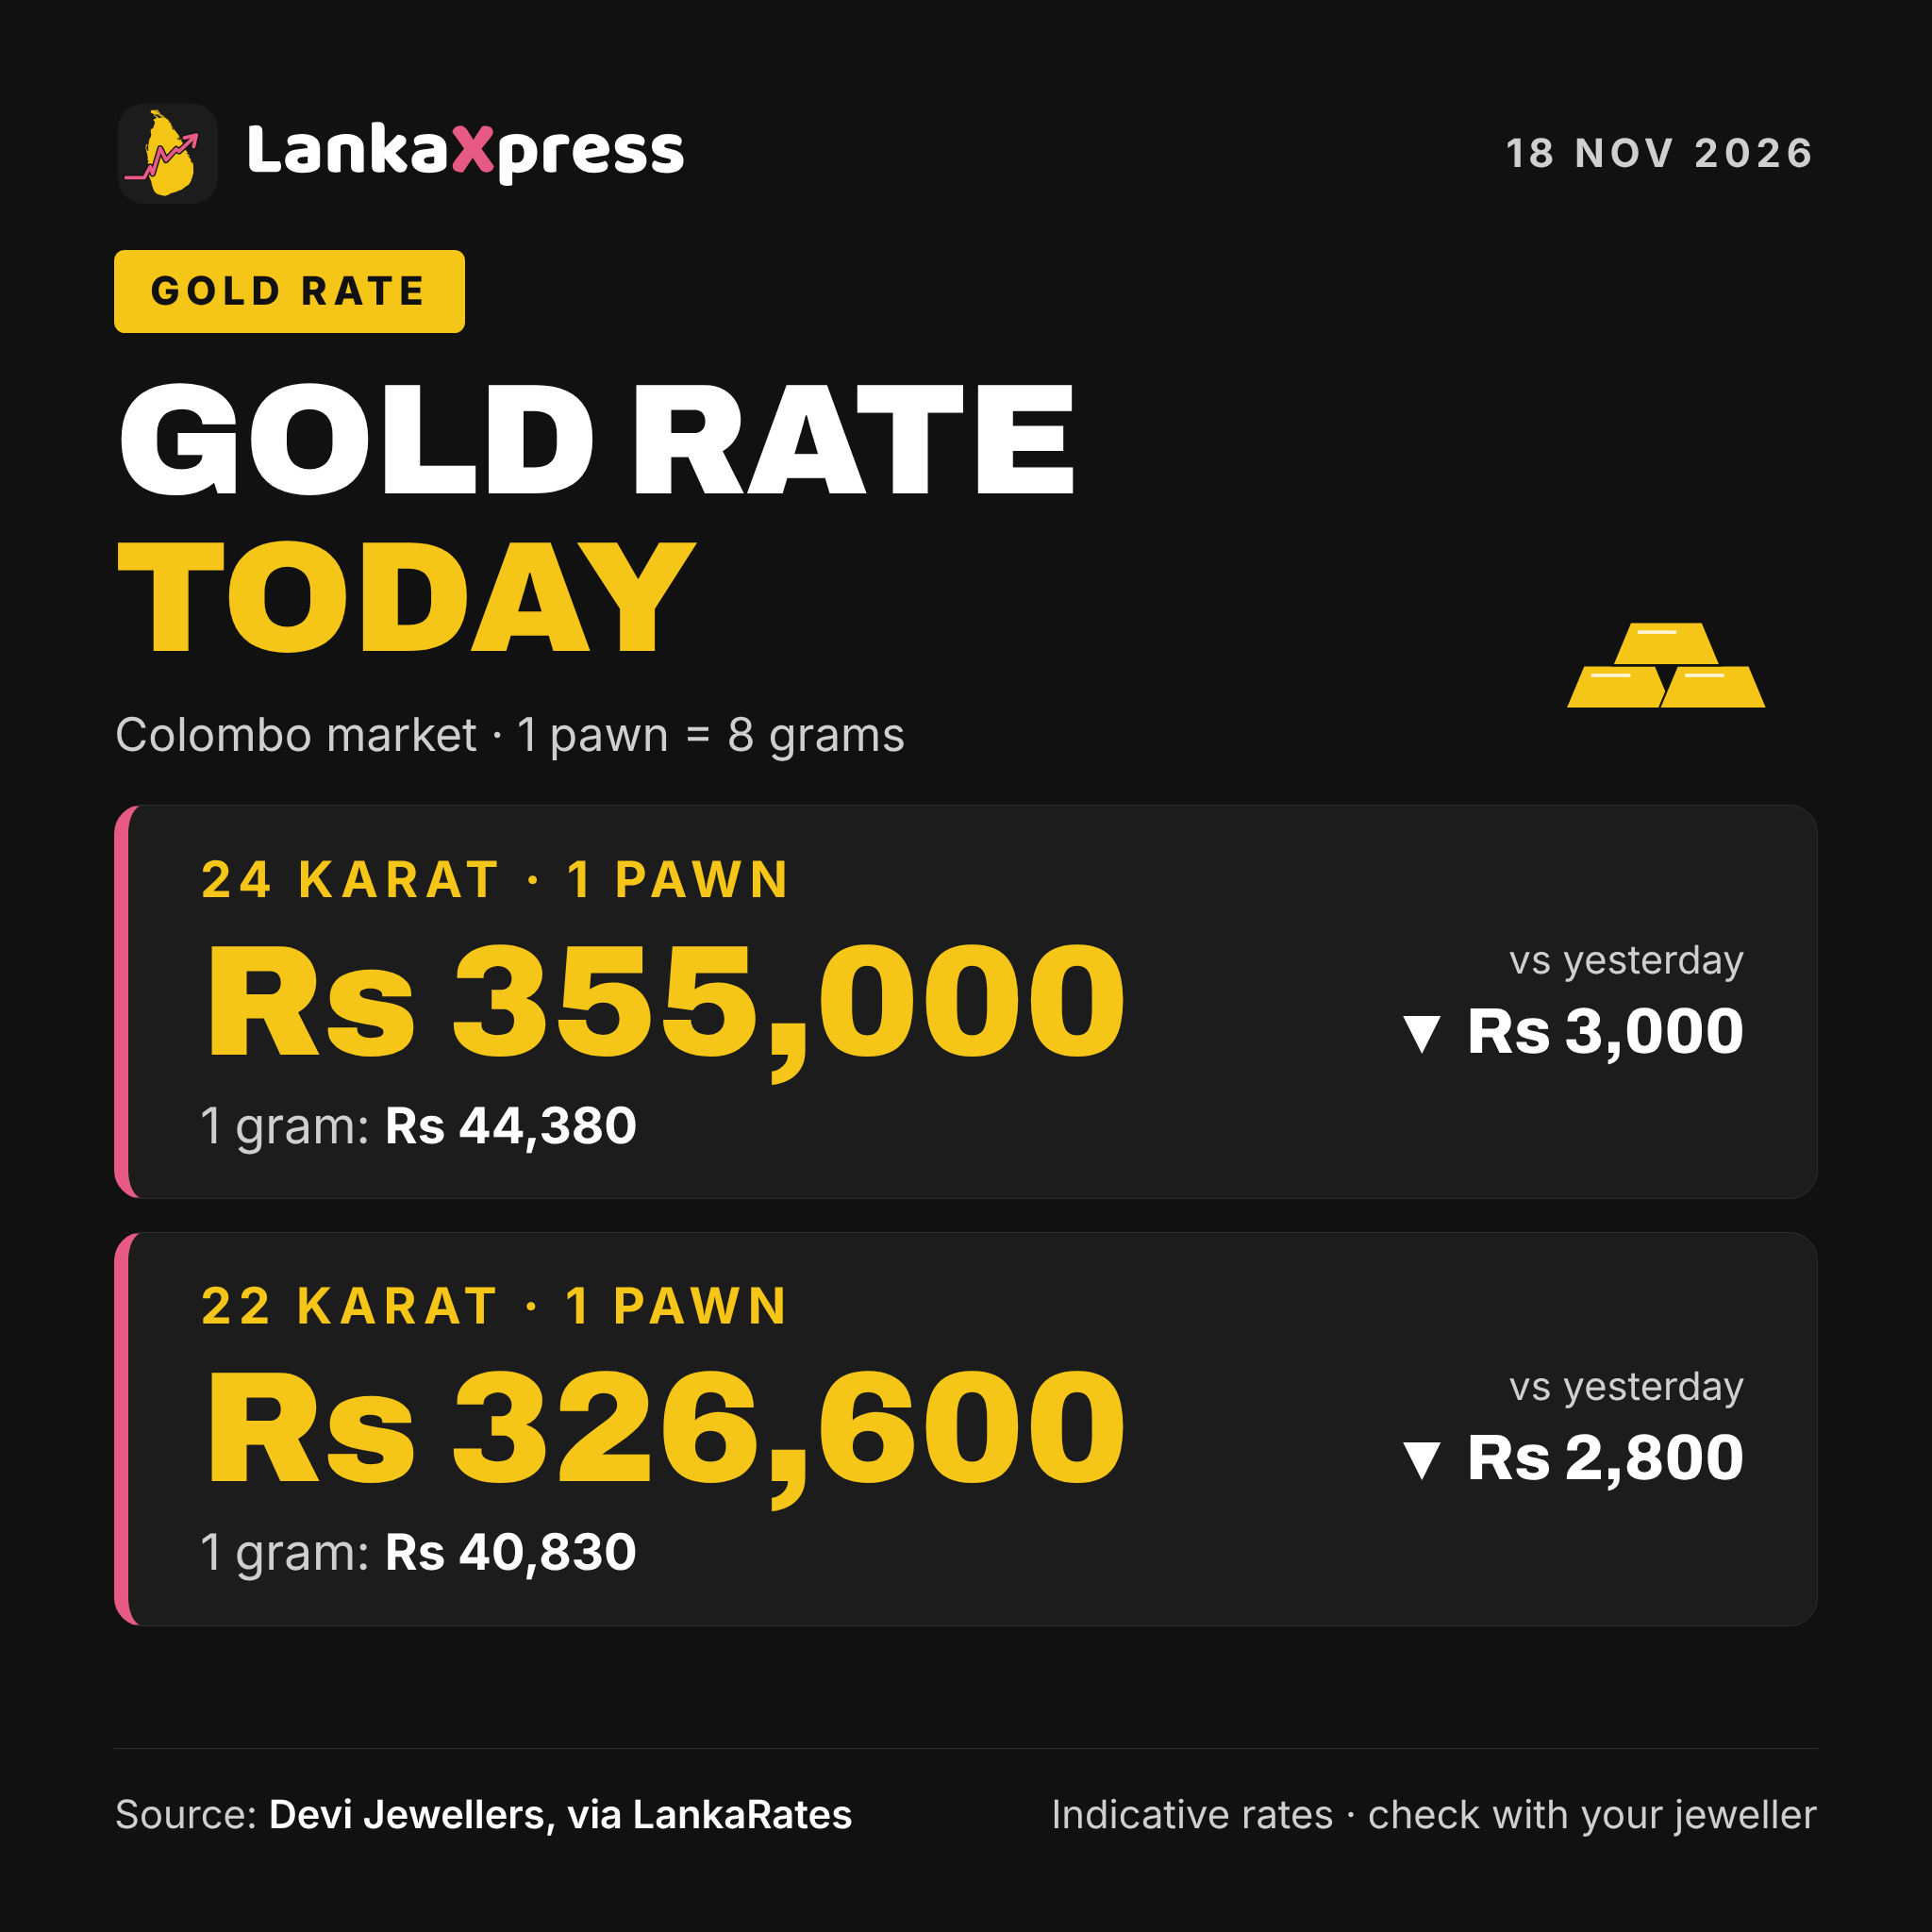 LankaXpress
18 NOV 2026
GOLD RATE
GOLD RATE
TODAY
Colombo market · 1 pawn = 8 grams
24 KARAT · 1 PAWN
Rs 355,000
vs yesterday
▼ Rs 3,000
1 gram: Rs 44,380
22 KARAT · 1 PAWN
Rs 326,600
vs yesterday
▼ Rs 2,800
1 gram: Rs 40,830
Source: Devi Jewellers, via LankaRates
Indicative rates · check with your jeweller